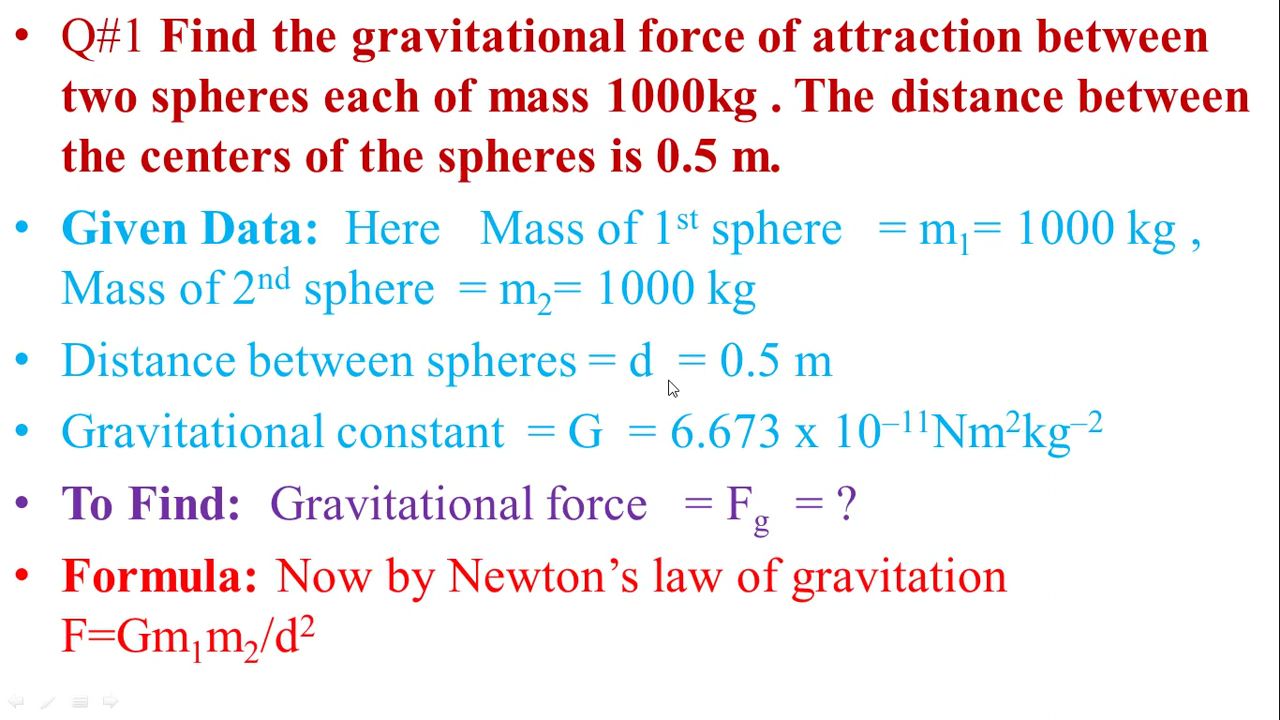 • Q#1 Find the gravitational force of attraction between
two spheres each of mass 1000kg . The distance between
the centers of the spheres is 0.5 m.
• Given Data: Here Mass of 1ˢᵗ sphere = m₁= 1000 kg ,
Mass of 2ⁿᵈ sphere = m₂= 1000 kg
• Distance between spheres = d = 0.5 m
• Gravitational constant = G = 6.673 x 10⁻¹¹Nm²kg⁻²
• To Find: Gravitational force = F_g = ?
• Formula: Now by Newton’s law of gravitation
F=Gm₁m₂/d²